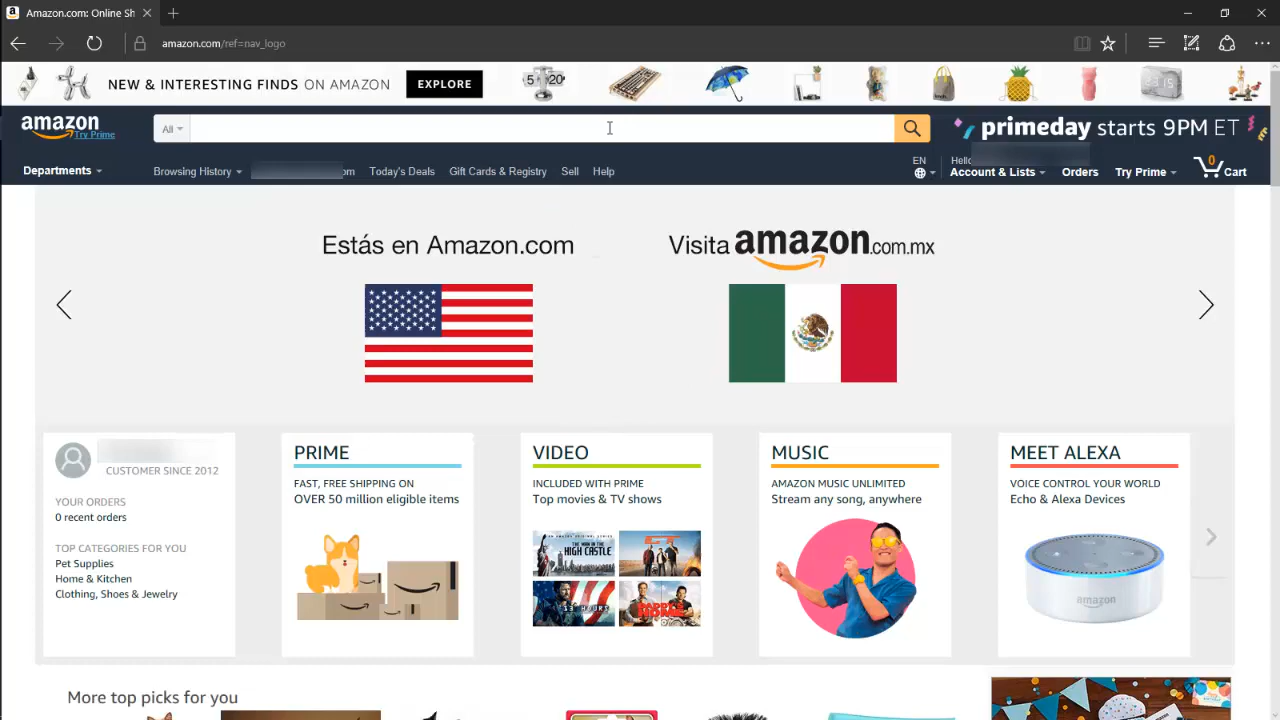 Amazon.com: Online Sh
amazon.com/ref=nav_logo
NEW & INTERESTING FINDS ON AMAZON
EXPLORE
5 20
amazon
Try Prime
All
primeday starts 9PM ET
Departments
Browsing History
om
Today's Deals
Gift Cards & Registry
Sell
Help
EN
Hello
Account & Lists
Orders
Try Prime
0
Cart
Estás en Amazon.com
Visita amazon.com.mx
CUSTOMER SINCE 2012
YOUR ORDERS
0 recent orders
TOP CATEGORIES FOR YOU
Pet Supplies
Home & Kitchen
Clothing, Shoes & Jewelry
PRIME
FAST, FREE SHIPPING ON
OVER 50 million eligible items
VIDEO
INCLUDED WITH PRIME
Top movies & TV shows
THE MAN IN THE
HIGH CASTLE
13 HOURS
MUSIC
AMAZON MUSIC UNLIMITED
Stream any song, anywhere
MEET ALEXA
VOICE CONTROL YOUR WORLD
Echo & Alexa Devices
amazon
More top picks for you